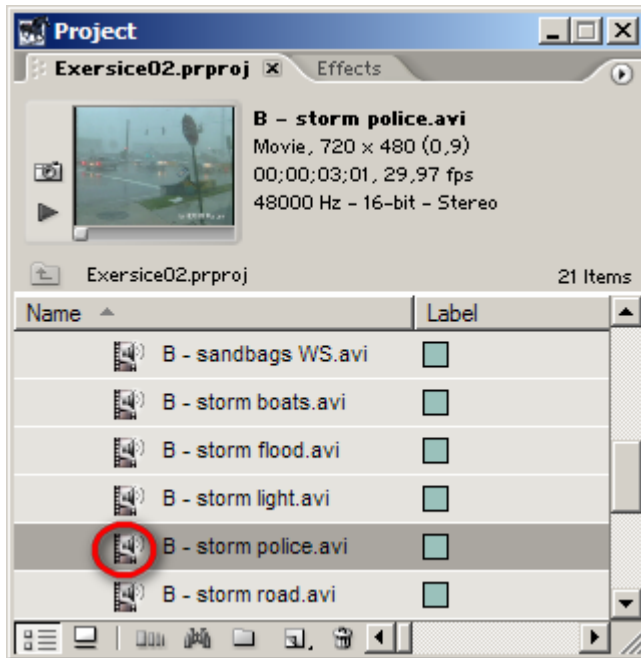 Project
Exersice02.prproj Effects
B - storm police.avi
Movie, 720 x 480 (0,9)
00;00;03;01, 29,97 fps
48000 Hz - 16-bit - Stereo
Exersice02.prproj 21 Items
Name Label
B - sandbags WS.avi
B - storm boats.avi
B - storm flood.avi
B - storm light.avi
B - storm police.avi
B - storm road.avi